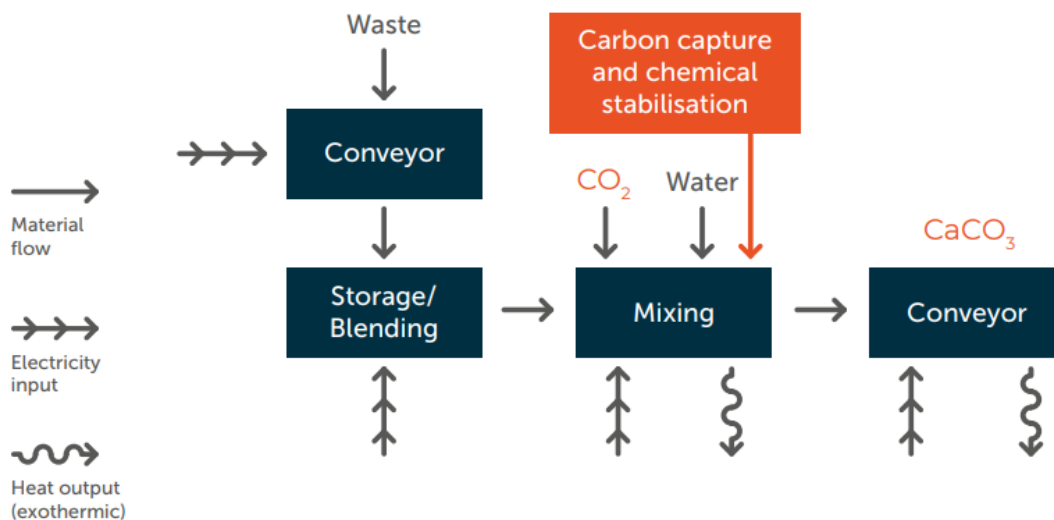 Waste
Carbon capture
and chemical
stabilisation
Conveyor
CO₂
Water
Material
flow
CaCO₃
Storage/
Blending
Mixing
Conveyor
Electricity
input
Heat output
(exothermic)